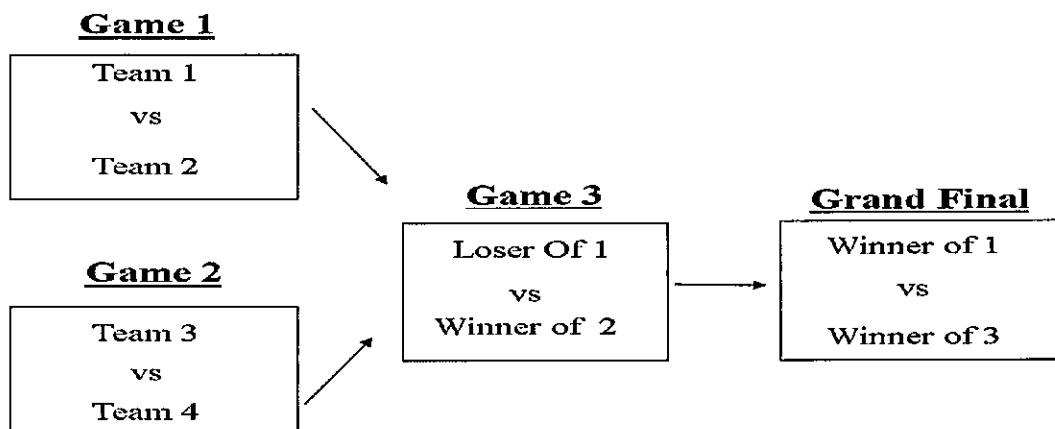 Game 1
Team 1
vs
Team 2
Game 2
Team 3
vs
Team 4
Game 3
Loser Of 1
vs
Winner of 2
Grand Final
Winner of 1
vs
Winner of 3